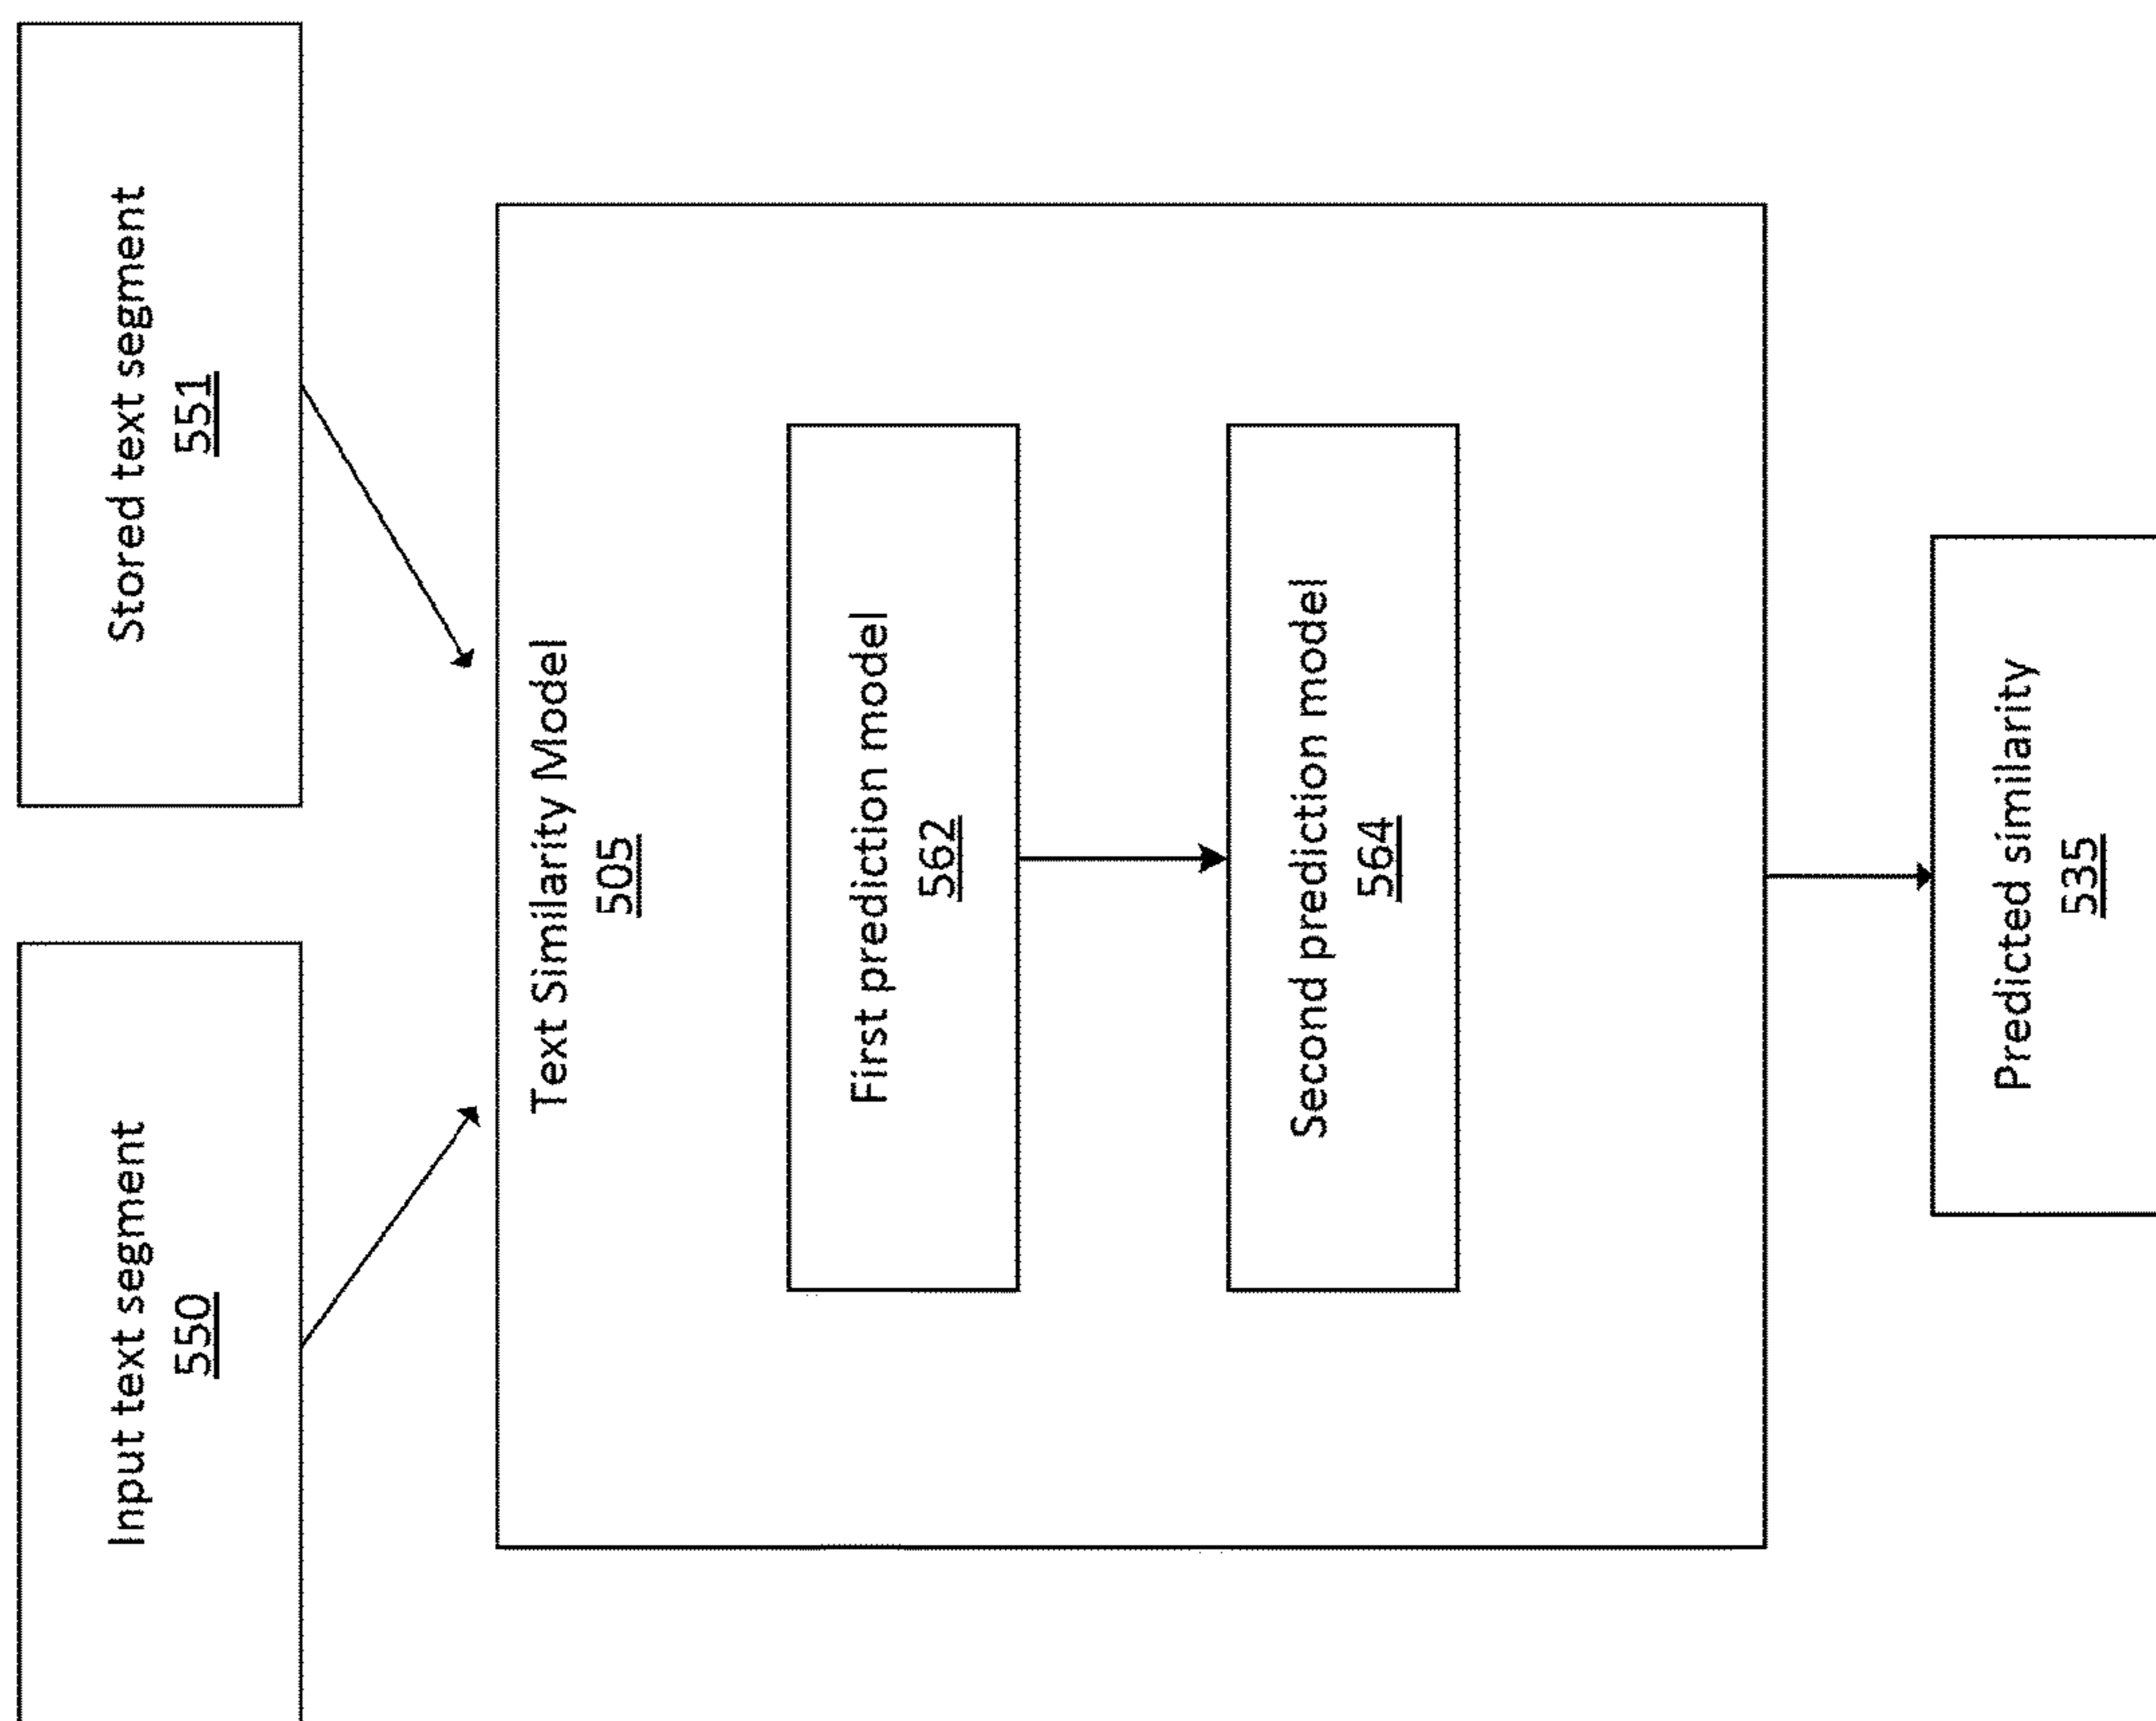 Input text segment
550
Stored text segment
551
Text Similarity Model
505
First prediction model
562
Second prediction model
564
Predicted similarity
535